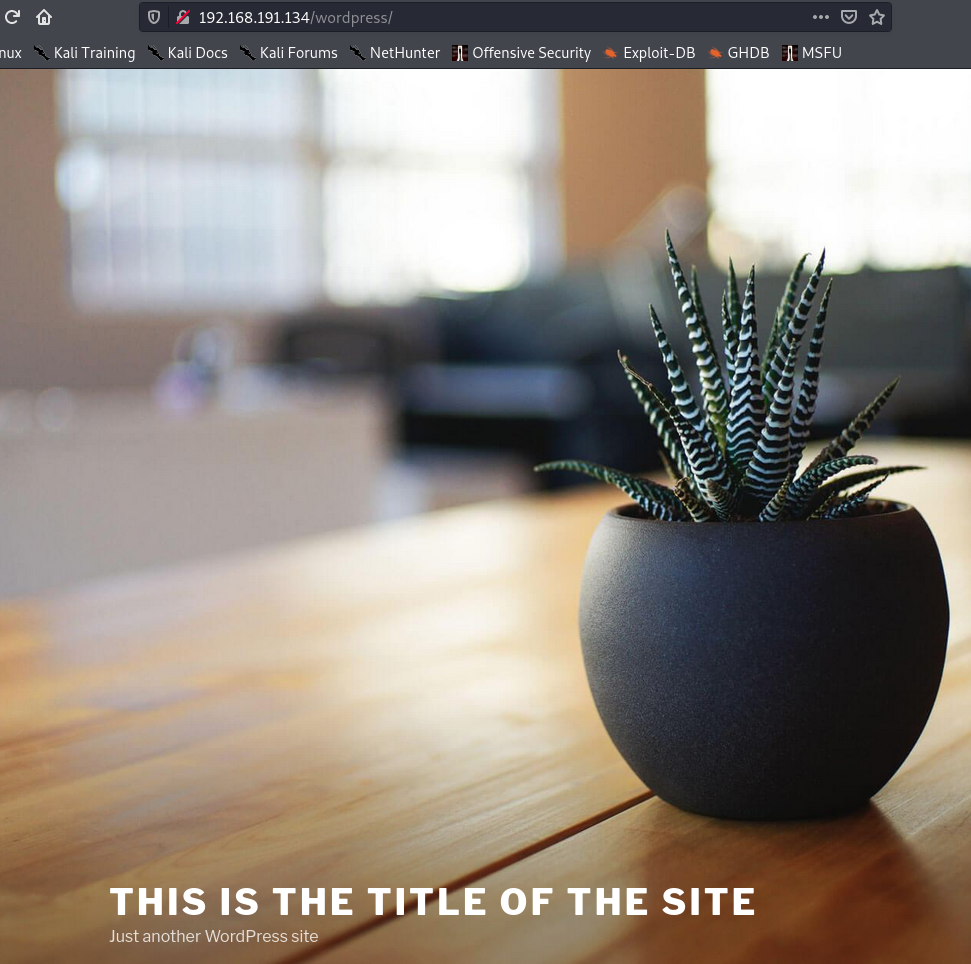 192.168.191.134/wordpress/
nux Kali Training Kali Docs Kali Forums NetHunter Offensive Security Exploit-DB GHDB MSFU
THIS IS THE TITLE OF THE SITE
Just another WordPress site